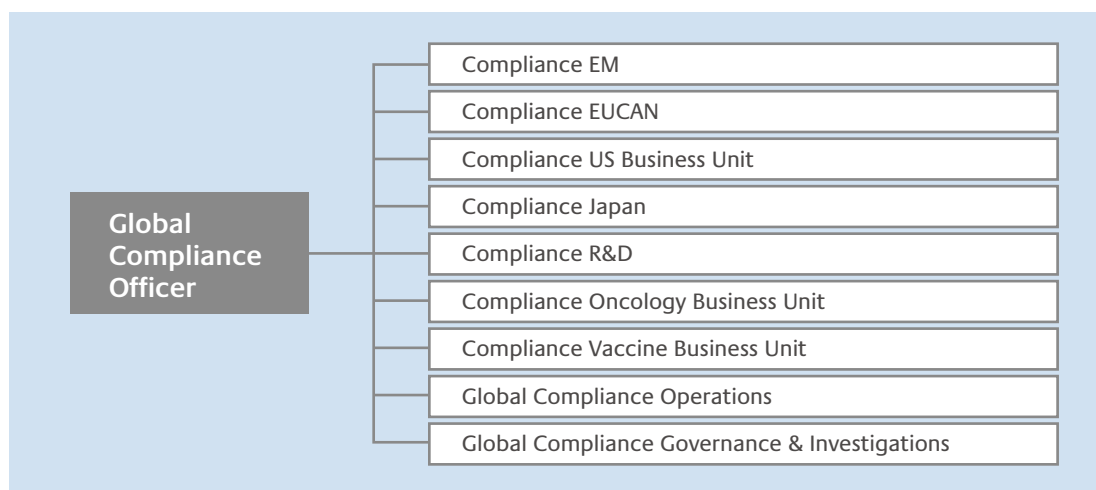 Global
Compliance
Officer
Compliance EM
Compliance EUCAN
Compliance US Business Unit
Compliance Japan
Compliance R&D
Compliance Oncology Business Unit
Compliance Vaccine Business Unit
Global Compliance Operations
Global Compliance Governance & Investigations